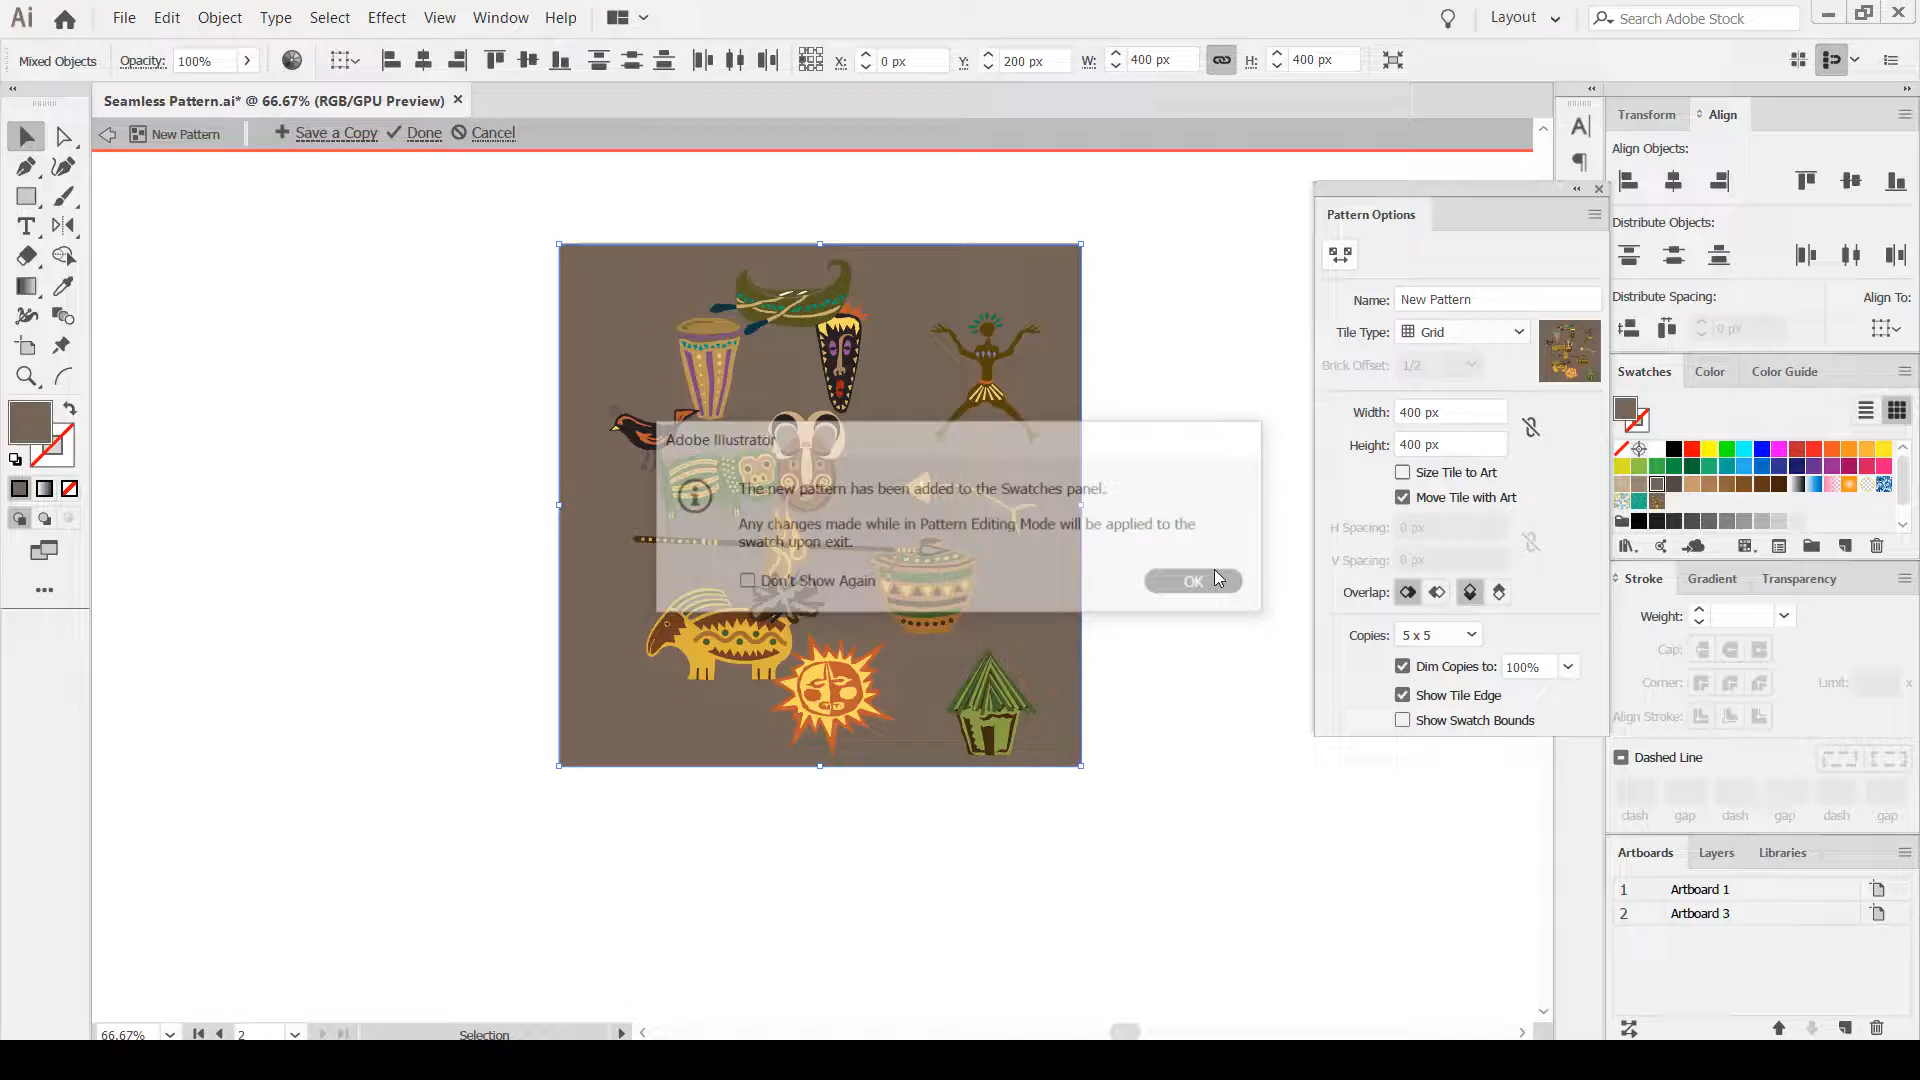 Ai File Edit Object Type Select Effect View Window Help Layout Search Adobe Stock
Mixed Objects Opacity: 100% X: 0 px Y: 200 px W: 400 px H: 400 px
Seamless Pattern.ai* @ 66.67% (RGB/GPU Preview)
New Pattern Save a Copy Done Cancel
Transform Align
Align Objects:
Distribute Objects:
Distribute Spacing: Align To:
0 px
Pattern Options
Name: New Pattern
Tile Type: Grid
Brick Offset: 1/2
Width: 400 px
Height: 400 px
Size Tile to Art
Move Tile with Art
H Spacing: 0 px
V Spacing: 0 px
Overlap:
Copies: 5 x 5
Dim Copies to: 100%
Show Tile Edge
Show Swatch Bounds
Adobe Illustrator
The new pattern has been added to the Swatches panel.
Any changes made while in Pattern Editing Mode will be applied to the
swatch upon exit.
Don't Show Again OK
Swatches Color Color Guide
Stroke Gradient Transparency
Weight:
Cap:
Corner: Limit: x
Align Stroke:
Dashed Line
dash gap dash gap dash gap
Artboards Layers Libraries
1 Artboard 1
2 Artboard 3
66.67% 2 Selection